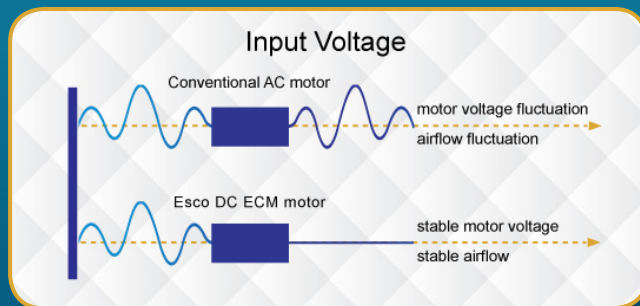 Input Voltage
Conventional AC motor
motor voltage fluctuation
airflow fluctuation
Esco DC ECM motor
stable motor voltage
stable airflow